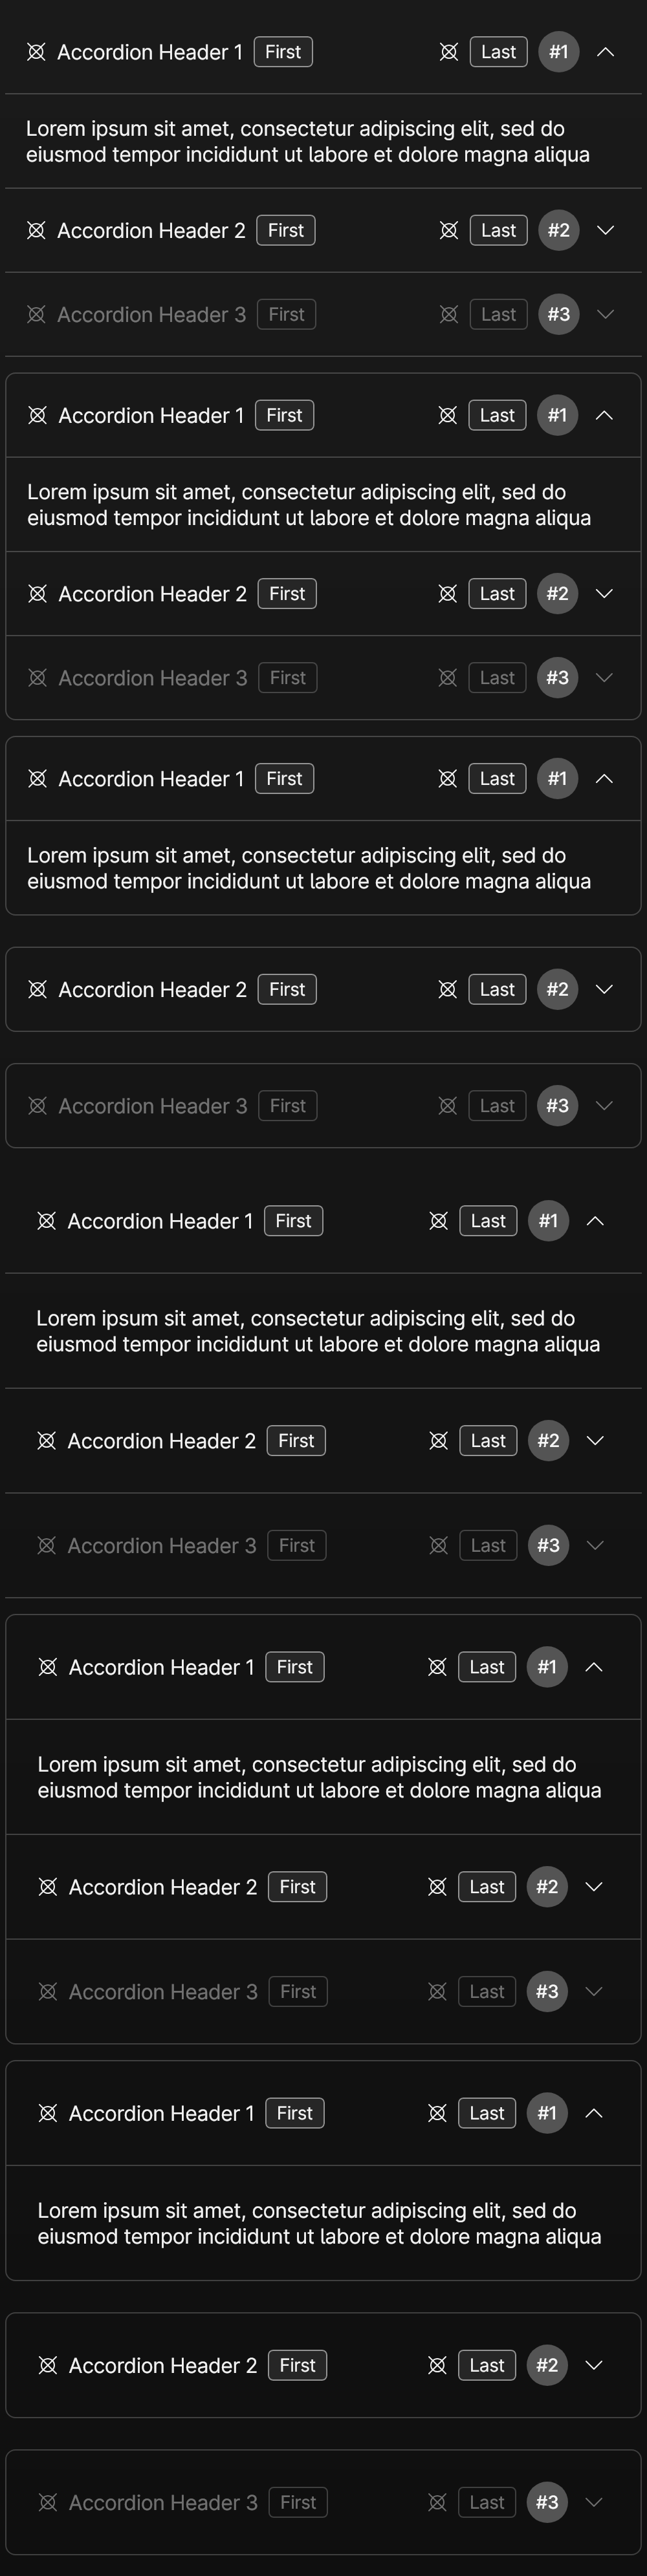 Accordion Header 1 First Last #1
Lorem ipsum sit amet, consectetur adipiscing elit, sed do
eiusmod tempor incididunt ut labore et dolore magna aliqua
Accordion Header 2 First Last #2
Accordion Header 3 First Last #3
Accordion Header 1 First Last #1
Lorem ipsum sit amet, consectetur adipiscing elit, sed do
eiusmod tempor incididunt ut labore et dolore magna aliqua
Accordion Header 2 First Last #2
Accordion Header 3 First Last #3
Accordion Header 1 First Last #1
Lorem ipsum sit amet, consectetur adipiscing elit, sed do
eiusmod tempor incididunt ut labore et dolore magna aliqua
Accordion Header 2 First Last #2
Accordion Header 3 First Last #3
Accordion Header 1 First Last #1
Lorem ipsum sit amet, consectetur adipiscing elit, sed do
eiusmod tempor incididunt ut labore et dolore magna aliqua
Accordion Header 2 First Last #2
Accordion Header 3 First Last #3
Accordion Header 1 First Last #1
Lorem ipsum sit amet, consectetur adipiscing elit, sed do
eiusmod tempor incididunt ut labore et dolore magna aliqua
Accordion Header 2 First Last #2
Accordion Header 3 First Last #3
Accordion Header 1 First Last #1
Lorem ipsum sit amet, consectetur adipiscing elit, sed do
eiusmod tempor incididunt ut labore et dolore magna aliqua
Accordion Header 2 First Last #2
Accordion Header 3 First Last #3